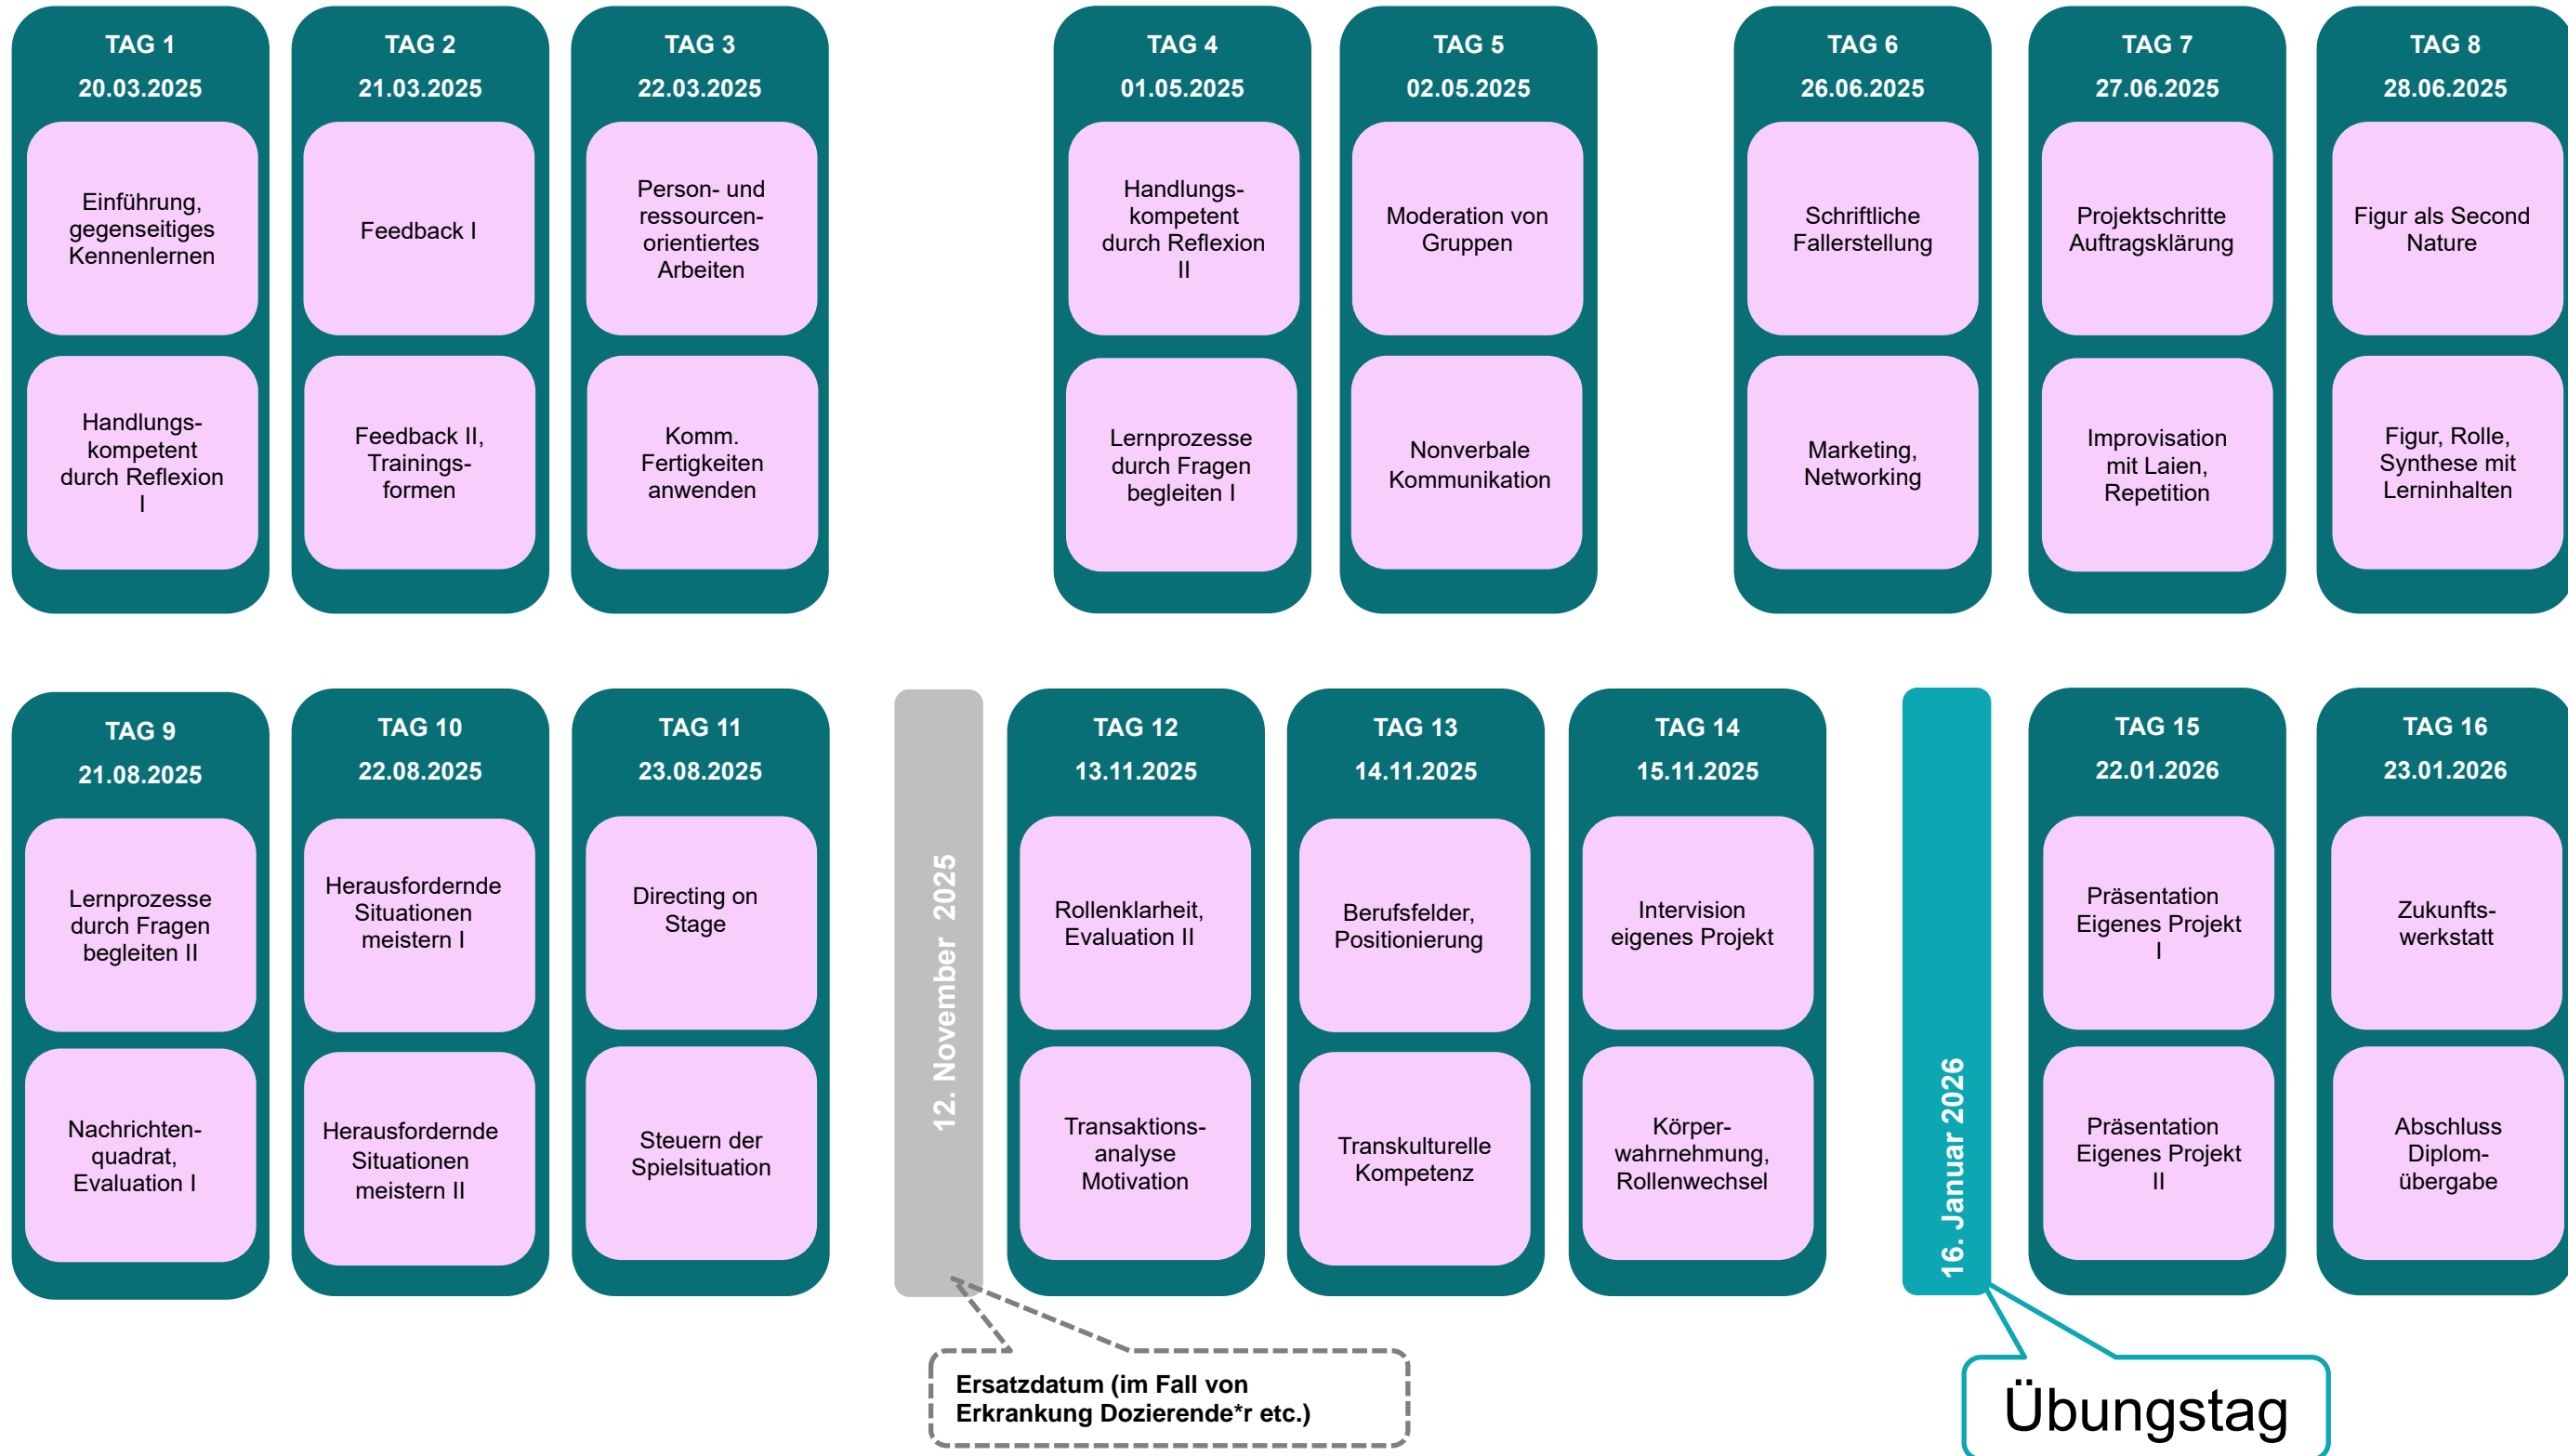 TAG 1
20.03.2025
Einführung,
gegenseitiges
Kennenlernen
Handlungs-
kompetent
durch Reflexion
I
TAG 2
21.03.2025
Feedback I
Feedback II,
Trainings-
formen
TAG 3
22.03.2025
Person- und
ressourcen-
orientiertes
Arbeiten
Komm.
Fertigkeiten
anwenden
TAG 4
01.05.2025
Handlungs-
kompetent
durch Reflexion
II
Lernprozesse
durch Fragen
begleiten I
TAG 5
02.05.2025
Moderation von
Gruppen
Nonverbale
Kommunikation
TAG 6
26.06.2025
Schriftliche
Fallerstellung
Marketing,
Networking
TAG 7
27.06.2025
Projektschritte
Auftragsklärung
Improvisation
mit Laien,
Repetition
TAG 8
28.06.2025
Figur als Second
Nature
Figur, Rolle,
Synthese mit
Lerninhalten
TAG 9
21.08.2025
Lernprozesse
durch Fragen
begleiten II
Nachrichten-
quadrat,
Evaluation I
TAG 10
22.08.2025
Herausfordernde
Situationen
meistern I
Herausfordernde
Situationen
meistern II
TAG 11
23.08.2025
Directing on
Stage
Steuern der
Spielsituation
12. November 2025
Ersatzdatum (im Fall von
Erkrankung Dozierende*r etc.)
TAG 12
13.11.2025
Rollenklarheit,
Evaluation II
Transaktions-
analyse
Motivation
TAG 13
14.11.2025
Berufsfelder,
Positionierung
Transkulturelle
Kompetenz
TAG 14
15.11.2025
Intervision
eigenes Projekt
Körper-
wahrnehmung,
Rollenwechsel
16. Januar 2026
Übungstag
TAG 15
22.01.2026
Präsentation
Eigenes Projekt
I
Präsentation
Eigenes Projekt
II
TAG 16
23.01.2026
Zukunfts-
werkstatt
Abschluss
Diplom-
übergabe